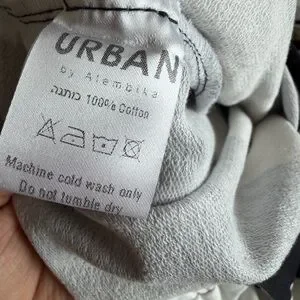 URBAN
by Alembika
כותנה 100% Cotton
Machine cold wash only
Do not tumble dry